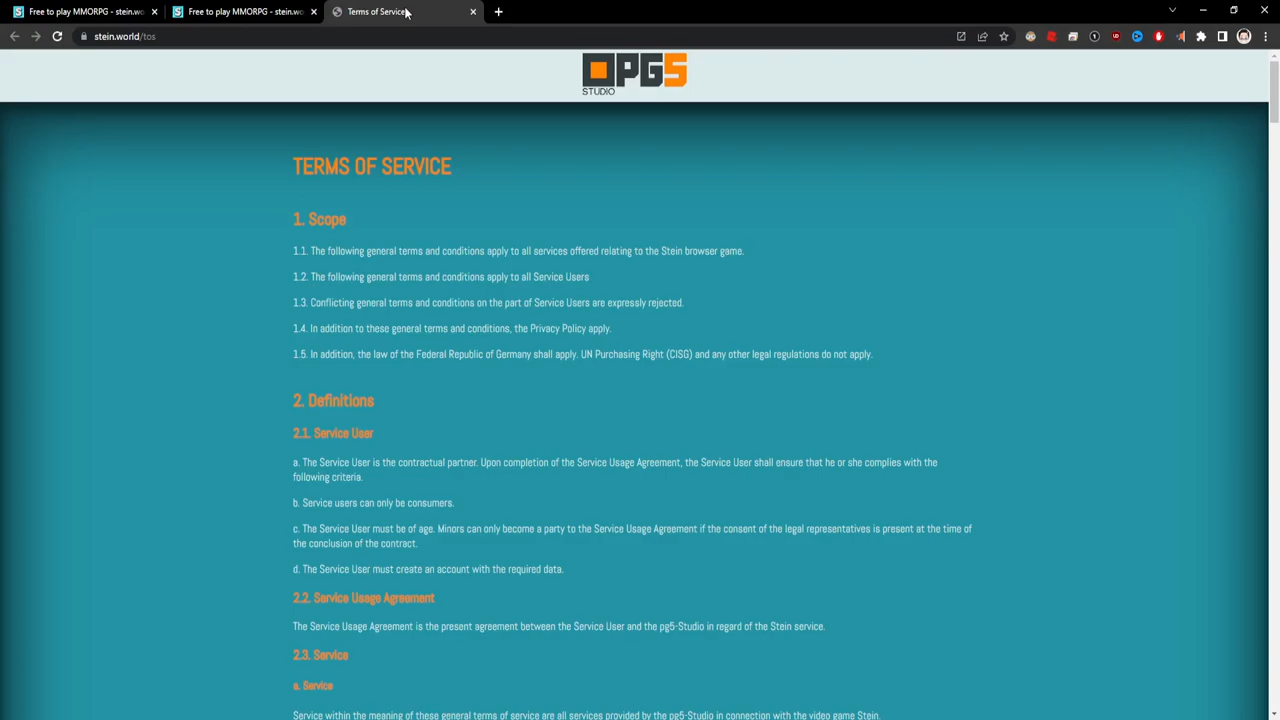 Free to play MMORPG - stein.wo
Free to play MMORPG - stein.wo
Terms of Service
stein.world/tos
PG5
STUDIO
TERMS OF SERVICE
1. Scope
1.1. The following general terms and conditions apply to all services offered relating to the Stein browser game.
1.2. The following general terms and conditions apply to all Service Users
1.3. Conflicting general terms and conditions on the part of Service Users are expressly rejected.
1.4. In addition to these general terms and conditions, the Privacy Policy apply.
1.5. In addition, the law of the Federal Republic of Germany shall apply. UN Purchasing Right (CISG) and any other legal regulations do not apply.
2. Definitions
2.1. Service User
a. The Service User is the contractual partner. Upon completion of the Service Usage Agreement, the Service User shall ensure that he or she complies with the
following criteria.
b. Service users can only be consumers.
c. The Service User must be of age. Minors can only become a party to the Service Usage Agreement if the consent of the legal representatives is present at the time of
the conclusion of the contract.
d. The Service User must create an account with the required data.
2.2. Service Usage Agreement
The Service Usage Agreement is the present agreement between the Service User and the pg5-Studio in regard of the Stein service.
2.3. Service
a. Service
Service within the meaning of these general terms of service are all services provided by the pg5-Studio in connection with the video game Stein.